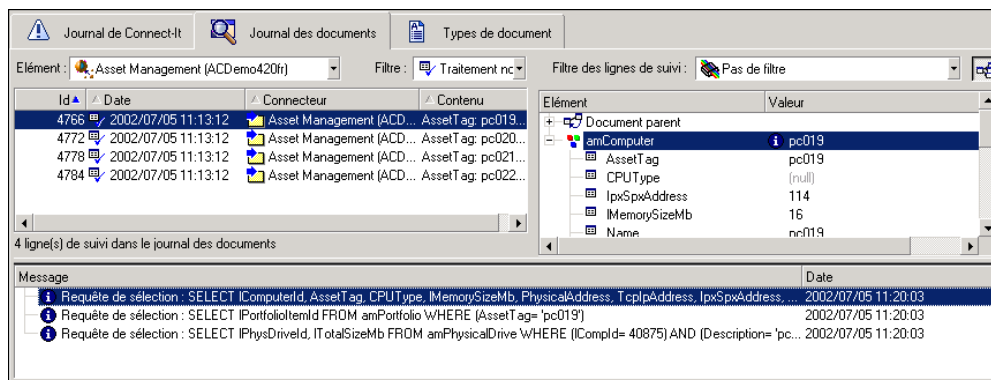 Journal de Connect-It Journal des documents Types de document
Elément : Asset Management (ACDemo420fr) Filtre : Traitement nc Filtre des lignes de suivi : Pas de filtre
Id Date Connecteur Contenu
4766 2002/07/05 11:13:12 Asset Management (ACD... AssetTag: pc019...
4772 2002/07/05 11:13:12 Asset Management (ACD... AssetTag: pc020...
4778 2002/07/05 11:13:12 Asset Management (ACD... AssetTag: pc021...
4784 2002/07/05 11:13:12 Asset Management (ACD... AssetTag: pc022...
4 ligne(s) de suivi dans le journal des documents
Elément Valeur
Document parent
amComputer pc019
AssetTag pc019
CPUType (null)
IpxSpxAddress 114
lMemorySizeMb 16
Name pc019
Message Date
Requête de sélection : SELECT lComputerId, AssetTag, CPUType, lMemorySizeMb, PhysicalAddress, TcpIpAddress, IpxSpxAddress, ... 2002/07/05 11:20:03
Requête de sélection : SELECT lPortfolioItemId FROM amPortfolio WHERE (AssetTag= 'pc019') 2002/07/05 11:20:03
Requête de sélection : SELECT lPhysDriveId, lTotalSizeMb FROM amPhysicalDrive WHERE (lCompId= 40875) AND (Description= 'pc... 2002/07/05 11:20:03